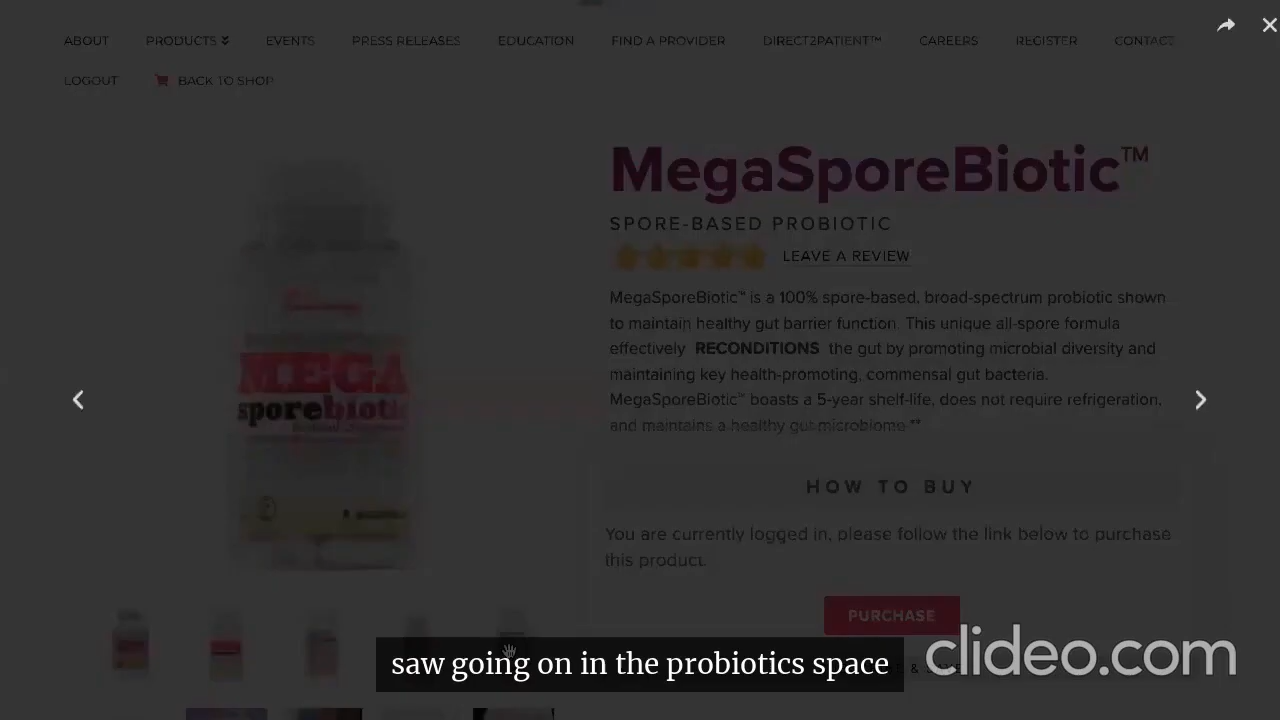 ABOUT PRODUCTS EVENTS PRESS RELEASES EDUCATION FIND A PROVIDER DIRECT2PATIENT™ CAREERS REGISTER CONTACT
LOGOUT BACK TO SHOP
MegaSporeBiotic™
SPORE-BASED PROBIOTIC
LEAVE A REVIEW
MegaSporeBiotic™ is a 100% spore-based, broad-spectrum probiotic shown
to maintain healthy gut barrier function. This unique all-spore formula
effectively RECONDITIONS the gut by promoting microbial diversity and
maintaining key health-promoting, commensal gut bacteria.
MegaSporeBiotic™ boasts a 5-year shelf-life, does not require refrigeration,
and maintains a healthy gut microbiome.**
MEGA
sporebiotic
HOW TO BUY
You are currently logged in, please follow the link below to purchase
this product.
PURCHASE
saw going on in the probiotics space
clideo.com